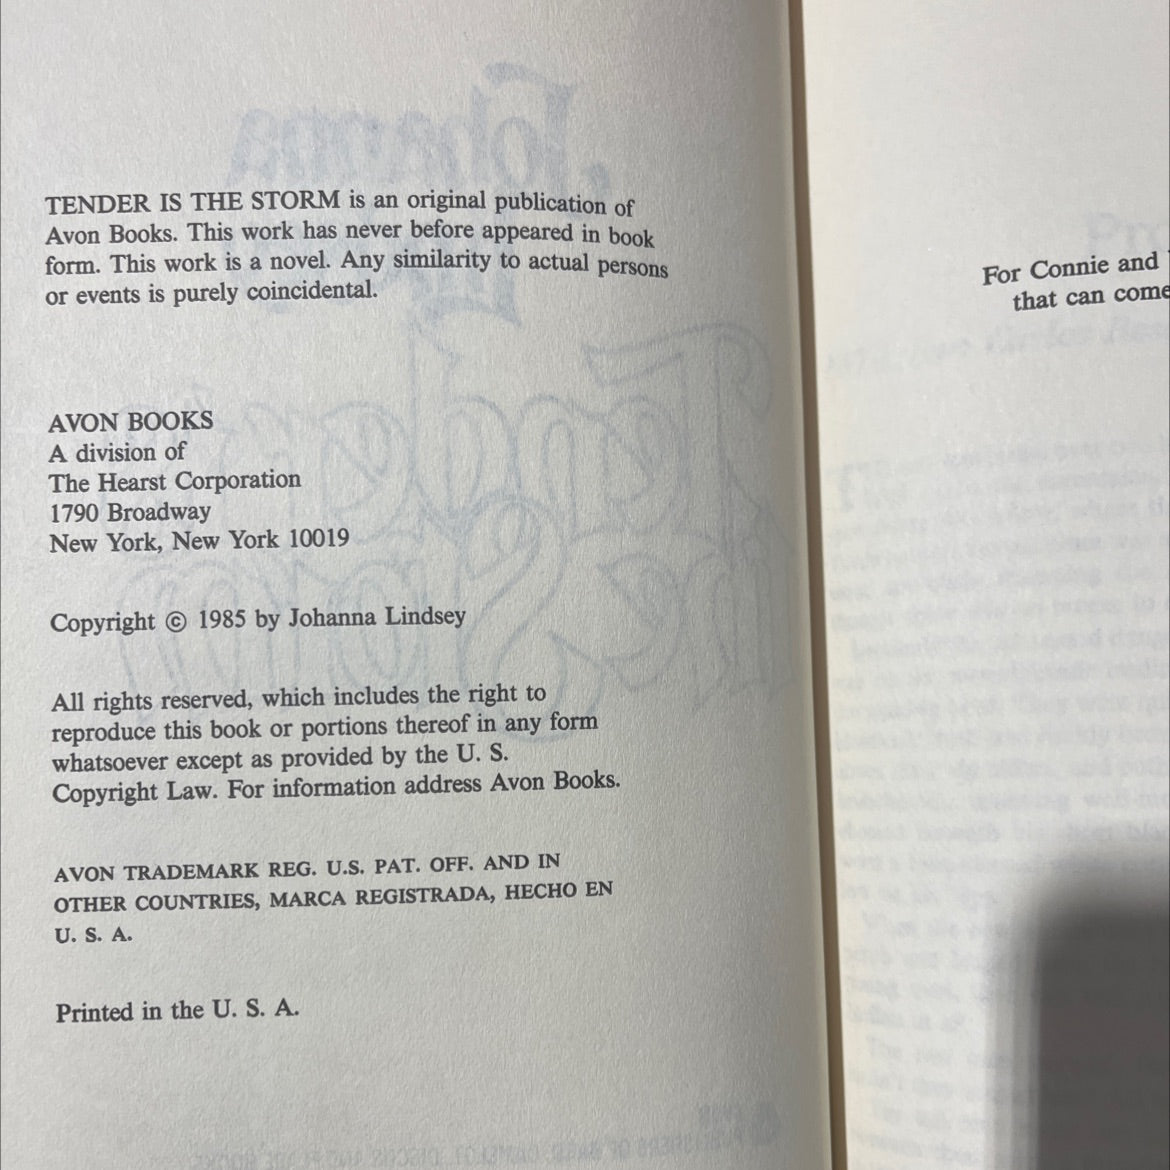 TENDER IS THE STORM is an original publication of
Avon Books. This work has never before appeared in book
form. This work is a novel. Any similarity to actual persons
or events is purely coincidental.
AVON BOOKS
A division of
The Hearst Corporation
1790 Broadway
New York, New York 10019
Copyright © 1985 by Johanna Lindsey
All rights reserved, which includes the right to
reproduce this book or portions thereof in any form
whatsoever except as provided by the U. S.
Copyright Law. For information address Avon Books.
AVON TRADEMARK REG. U.S. PAT. OFF. AND IN
OTHER COUNTRIES, MARCA REGISTRADA, HECHO EN
U. S. A.
Printed in the U. S. A.
For Connie and
that can come